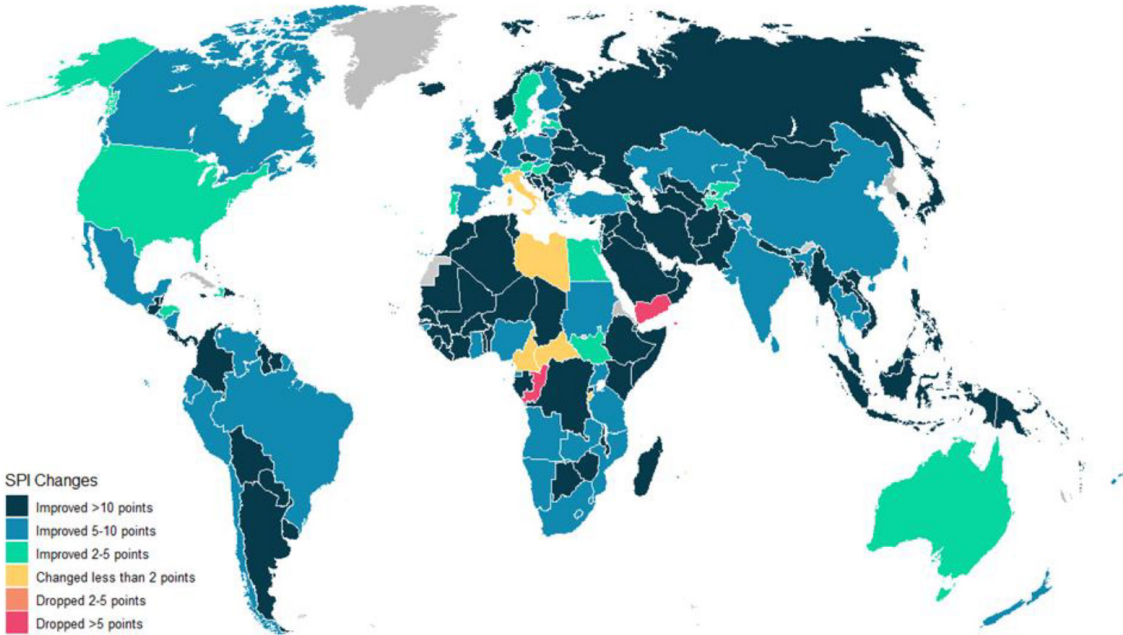 SPI Changes
Improved >10 points
Improved 5-10 points
Improved 2-5 points
Changed less than 2 points
Dropped 2-5 points
Dropped >5 points